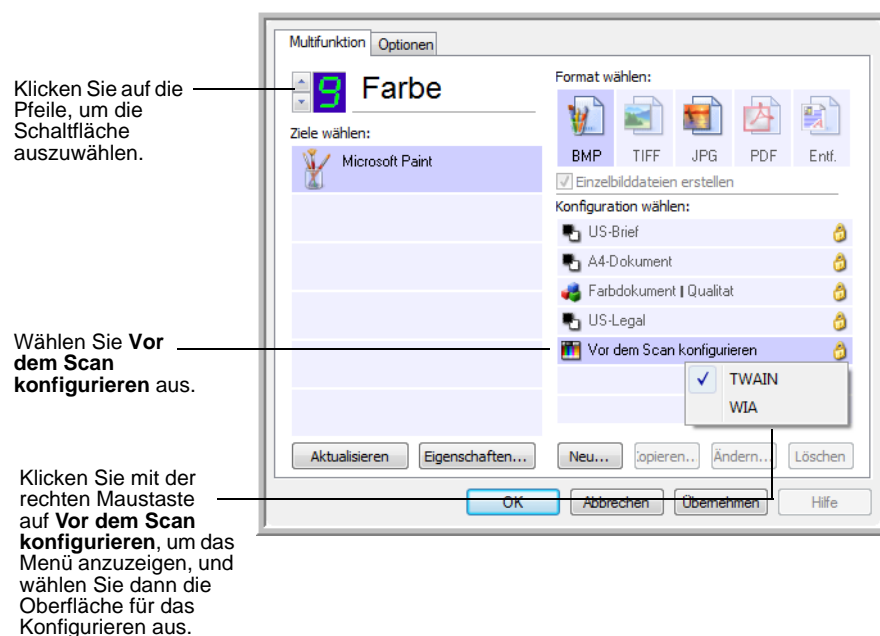 Klicken Sie auf die
Pfeile, um die
Schaltfläche
auszuwählen.
Wählen Sie Vor
dem Scan
konfigurieren aus.
Klicken Sie mit der
rechten Maustaste
auf Vor dem Scan
konfigurieren, um das
Menü anzuzeigen, und
wählen Sie dann die
Oberfläche für das
Konfigurieren aus.
Multifunktion Optionen
9 Farbe
Ziele wählen:
Microsoft Paint
Format wählen:
BMP TIFF JPG PDF Entf.
Einzelbilddateien erstellen
Konfiguration wählen:
US-Brief
A4-Dokument
Farbdokument | Qualitat
US-Legal
Vor dem Scan konfigurieren
TWAIN
WIA
Aktualisieren Eigenschaften... Neu... Kopieren... Ändern... Löschen
OK Abbrechen Übernehmen Hilfe